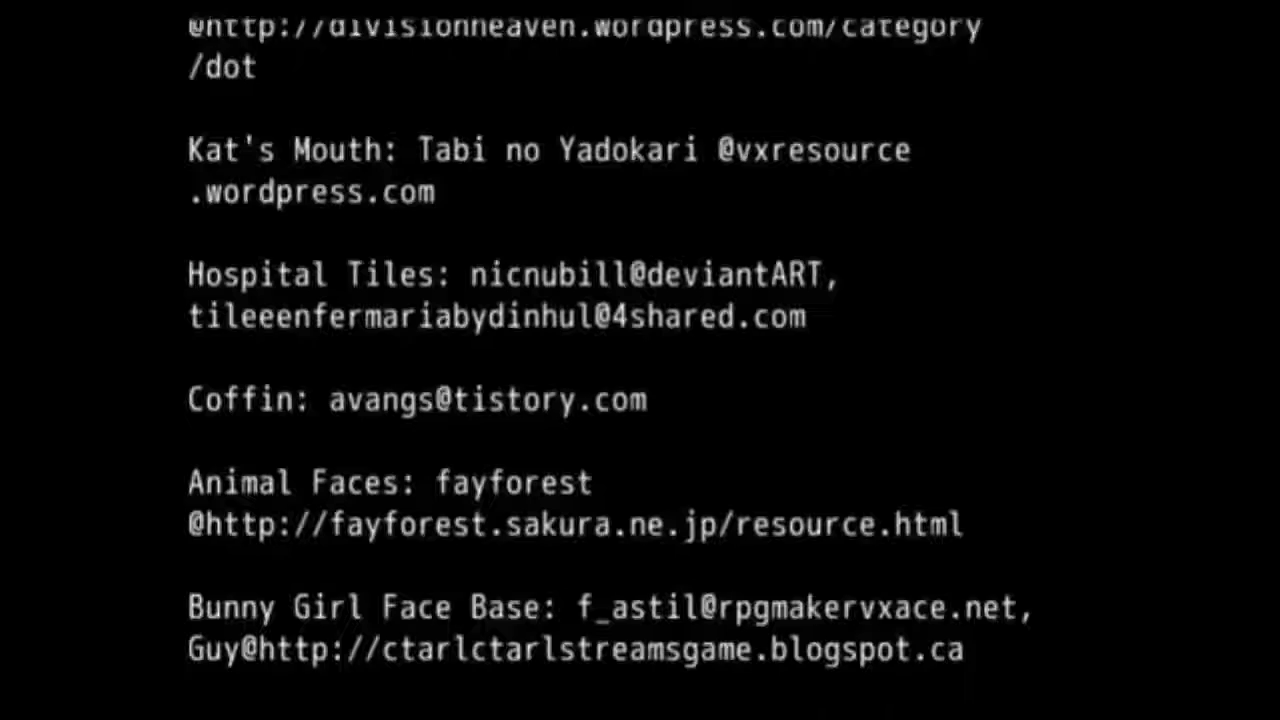 @http://divisionheaven.wordpress.com/category
/dot
Kat's Mouth: Tabi no Yadokari @vxresource
.wordpress.com
Hospital Tiles: nicnubill@deviantART,
tileeenfermariabydinhul@4shared.com
Coffin: avangs@tistory.com
Animal Faces: fayforest
@http://fayforest.sakura.ne.jp/resource.html
Bunny Girl Face Base: f_astil@rpgmakervxace.net,
Guy@http://ctarlctarlstreamsgame.blogspot.ca